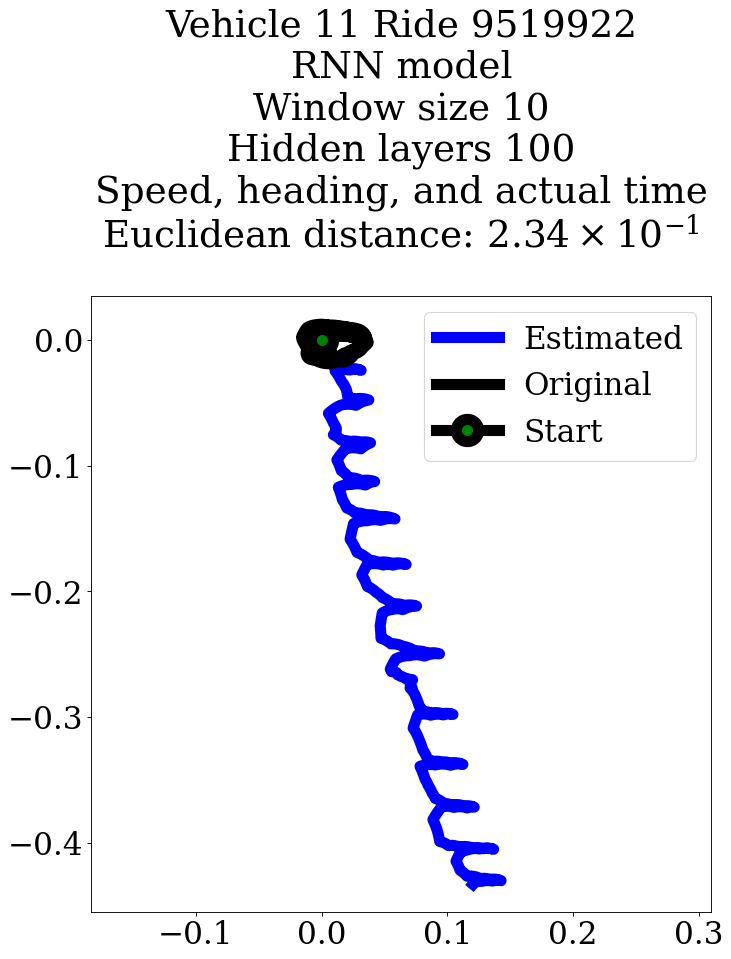 Vehicle 11 Ride 9519922
RNN model
Window size 10
Hidden layers 100
Speed, heading, and actual time
Euclidean distance: 2.34 × 10⁻¹
Estimated
Original
Start
0.0
−0.1
−0.2
−0.3
−0.4
−0.1 0.0 0.1 0.2 0.3